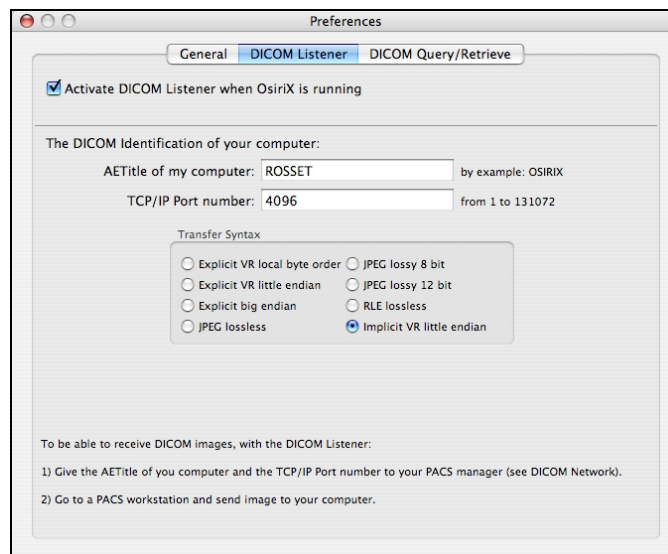 Preferences
General DICOM Listener DICOM Query/Retrieve
Activate DICOM Listener when OsiriX is running
The DICOM Identification of your computer:
AETitle of my computer: ROSSET by example: OSIRIX
TCP/IP Port number: 4096 from 1 to 131072
Transfer Syntax
Explicit VR local byte order JPEG lossy 8 bit
Explicit VR little endian JPEG lossy 12 bit
Explicit big endian RLE lossless
JPEG lossless Implicit VR little endian
To be able to receive DICOM images, with the DICOM Listener:
1) Give the AETitle of you computer and the TCP/IP Port number to your PACS manager (see DICOM Network).
2) Go to a PACS workstation and send image to your computer.